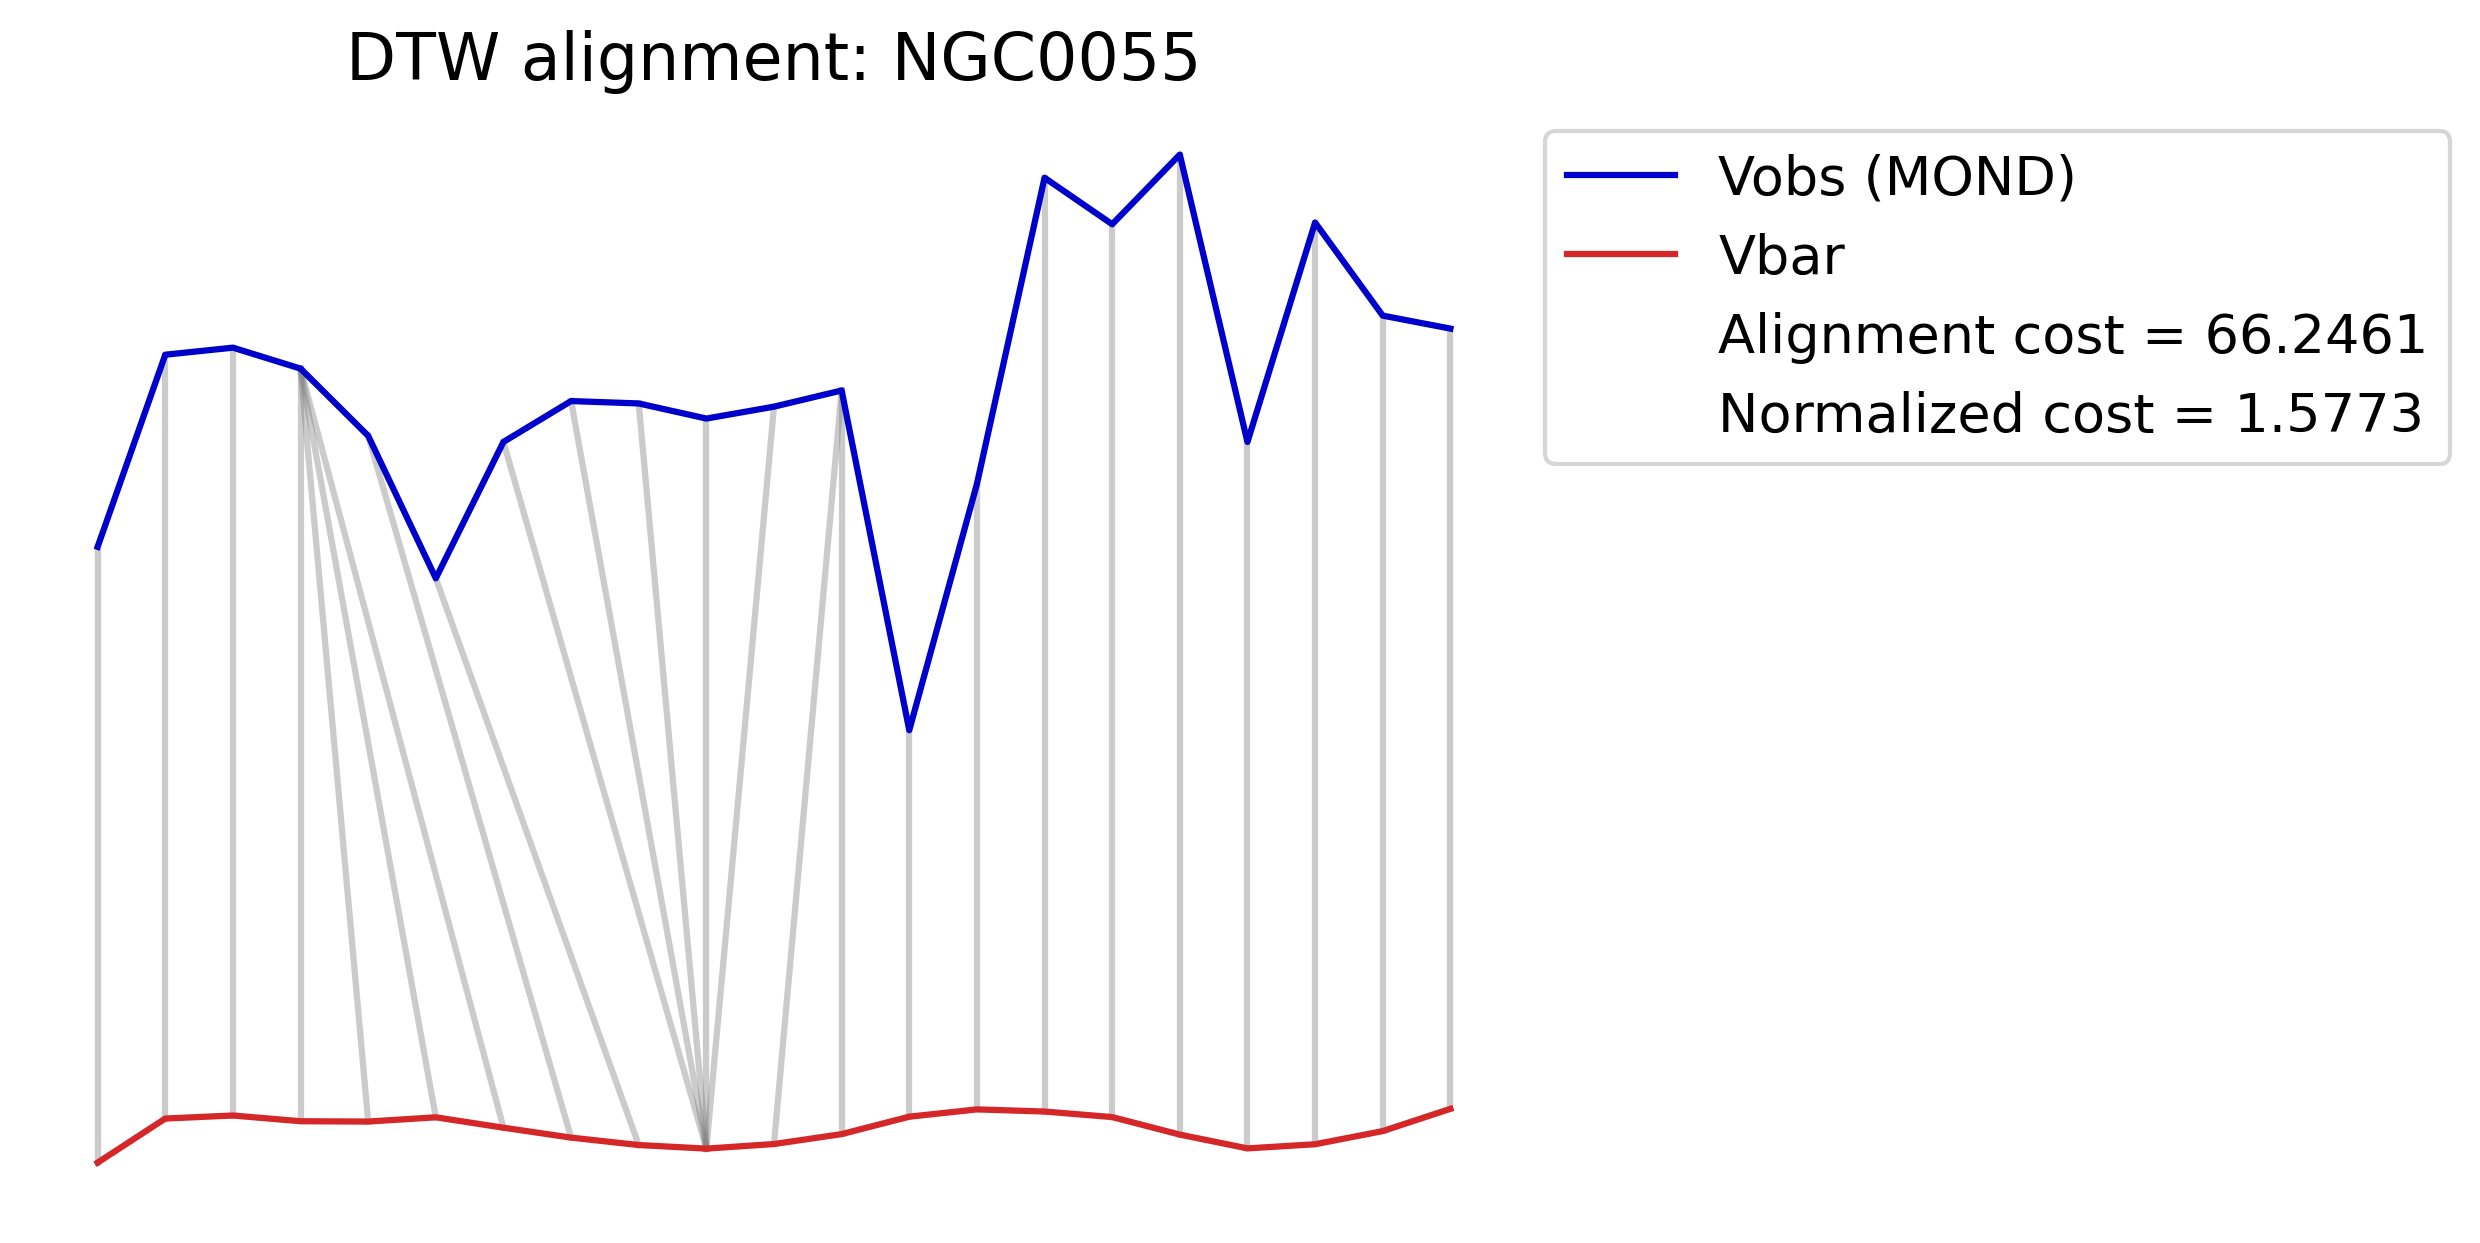 DTW alignment: NGC0055
Vobs (MOND)
Vbar
Alignment cost = 66.2461
Normalized cost = 1.5773